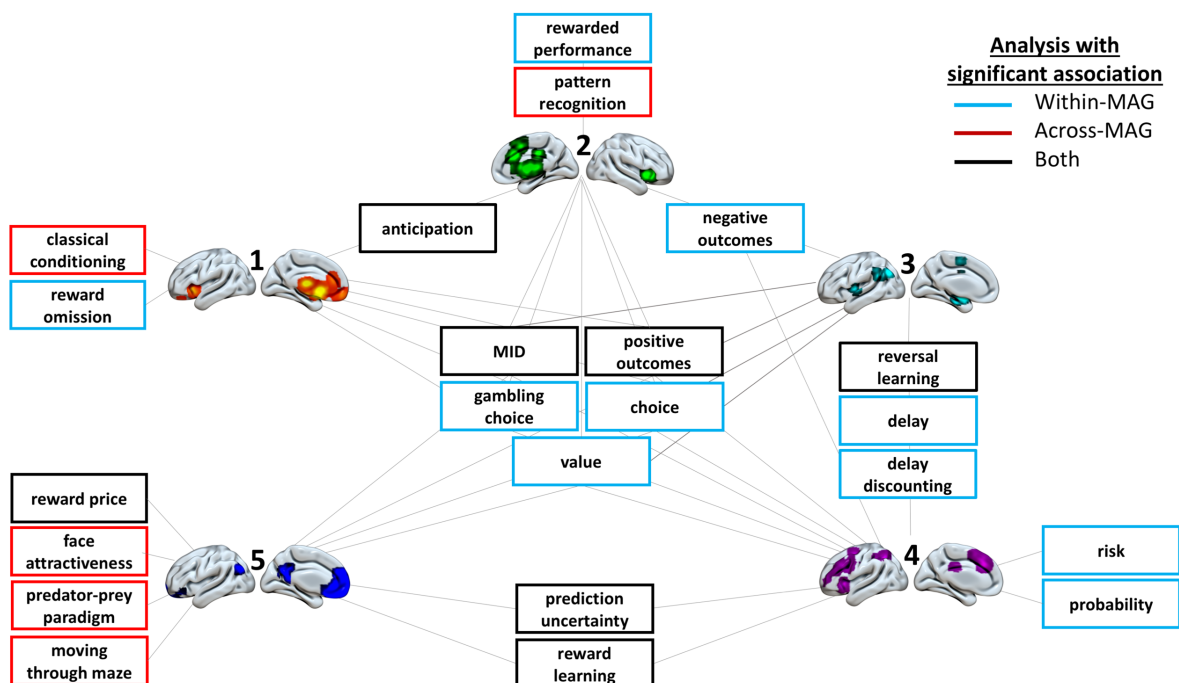 rewarded
performance
pattern
recognition
2
Analysis with
significant association
Within-MAG
Across-MAG
Both
anticipation
negative
outcomes
classical
conditioning
reward
omission
1
3
MID
positive
outcomes
gambling
choice
choice
value
reversal
learning
delay
delay
discounting
reward price
face
attractiveness
predator-prey
paradigm
moving
through maze
5
4
prediction
uncertainty
reward
learning
risk
probability